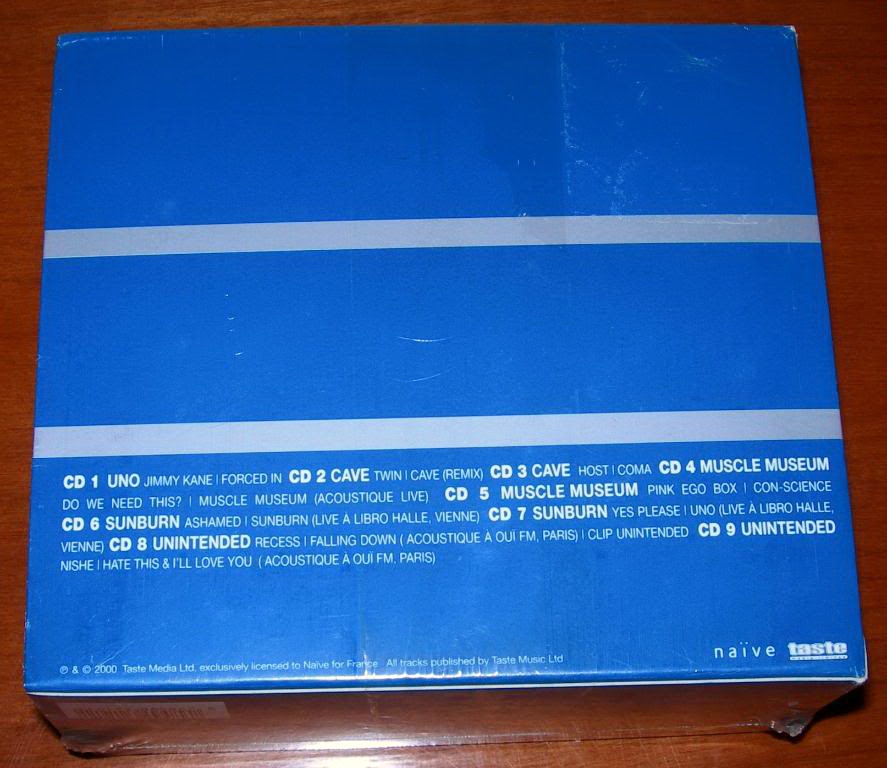 CD 1 UNO JIMMY KANE | FORCED IN CD 2 CAVE TWIN | CAVE (REMIX) CD 3 CAVE HOST | COMA CD 4 MUSCLE MUSEUM
DO WE NEED THIS? | MUSCLE MUSEUM (ACOUSTIQUE LIVE) CD 5 MUSCLE MUSEUM PINK EGO BOX | CON-SCIENCE
CD 6 SUNBURN ASHAMED | SUNBURN (LIVE À LIBRO HALLE, VIENNE) CD 7 SUNBURN YES PLEASE | UNO (LIVE À LIBRO HALLE,
VIENNE) CD 8 UNINTENDED RECESS | FALLING DOWN ( ACOUSTIQUE À OUÏ FM, PARIS) | CLIP UNINTENDED CD 9 UNINTENDED
NISHE | HATE THIS & I'LL LOVE YOU ( ACOUSTIQUE À OUÏ FM, PARIS)
naïve taste
℗ & © 2000 Taste Media Ltd. exclusively licensed to Naïve for France All tracks published by Taste Music Ltd